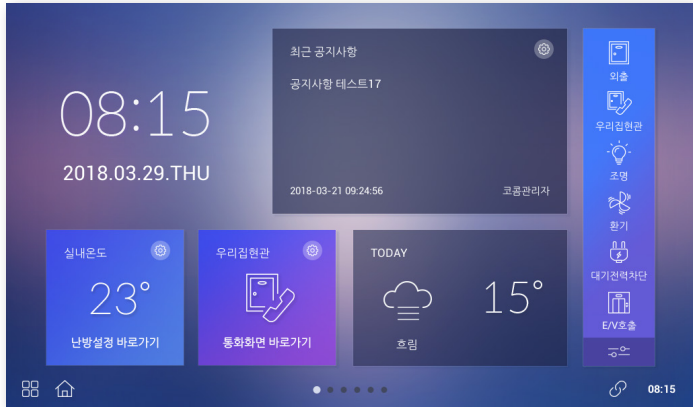 08:15
2018.03.29.THU
최근 공지사항
공지사항 테스트17
2018-03-21 09:24:56
코콤관리자
실내온도
23°
난방설정 바로가기
우리집현관
통화화면 바로가기
TODAY
15°
흐림
외출
우리집현관
조명
환기
대기전력차단
E/V호출
08:15